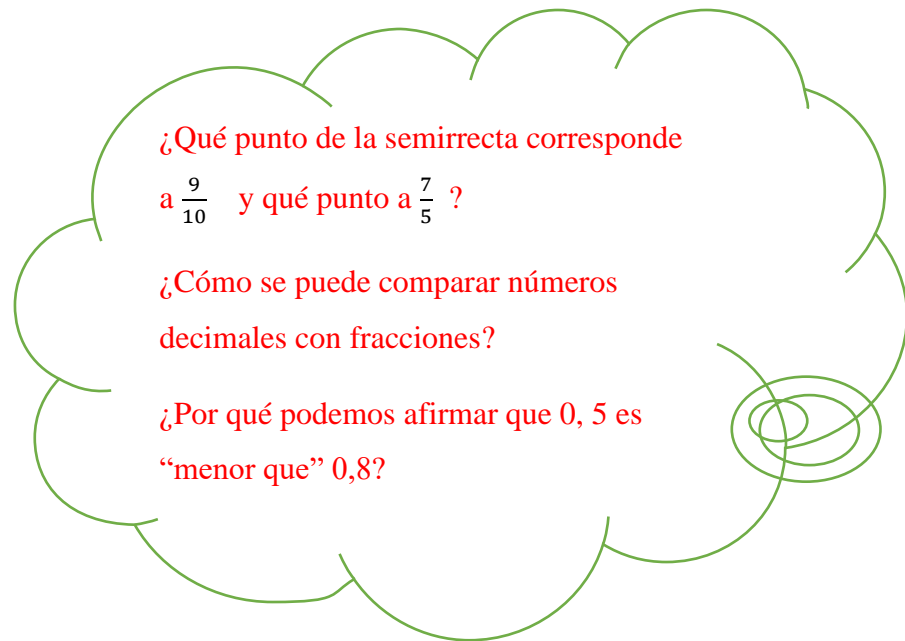 ¿Qué punto de la semirrecta corresponde
a 9/10 y qué punto a 7/5 ?
¿Cómo se puede comparar números
decimales con fracciones?
¿Por qué podemos afirmar que 0, 5 es
“menor que” 0,8?